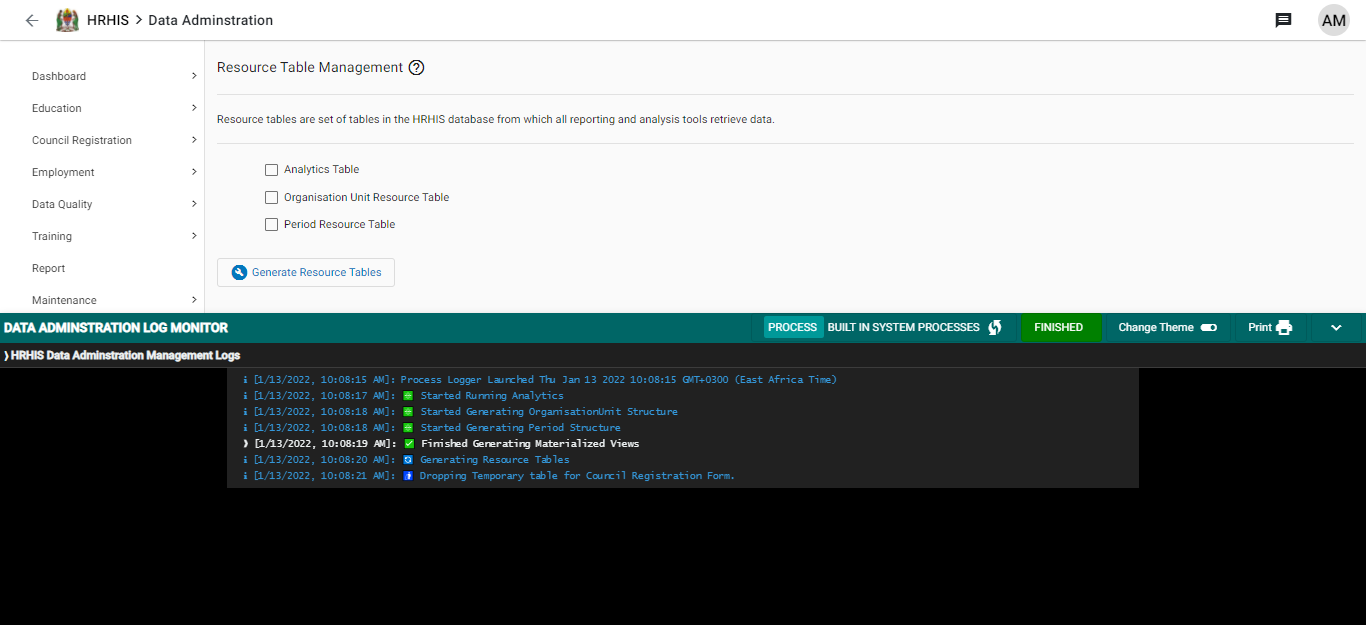 HRHIS > Data Adminstration
AM
Dashboard
Education
Council Registration
Employment
Data Quality
Training
Report
Maintenance
Resource Table Management
Resource tables are set of tables in the HRHIS database from which all reporting and analysis tools retrieve data.
Analytics Table
Organisation Unit Resource Table
Period Resource Table
Generate Resource Tables
DATA ADMINSTRATION LOG MONITOR
PROCESS BUILT IN SYSTEM PROCESSES
FINISHED
Change Theme
Print
❯ HRHIS Data Adminstration Management Logs
ℹ [1/13/2022, 10:08:15 AM]: Process Logger Launched Thu Jan 13 2022 10:08:15 GMT+0300 (East Africa Time)
ℹ [1/13/2022, 10:08:17 AM]: Started Running Analytics
ℹ [1/13/2022, 10:08:18 AM]: Started Generating OrganisationUnit Structure
ℹ [1/13/2022, 10:08:18 AM]: Started Generating Period Structure
❯ [1/13/2022, 10:08:19 AM]: ✅ Finished Generating Materialized Views
ℹ [1/13/2022, 10:08:20 AM]: Generating Resource Tables
ℹ [1/13/2022, 10:08:21 AM]: Dropping Temporary table for Council Registration Form.